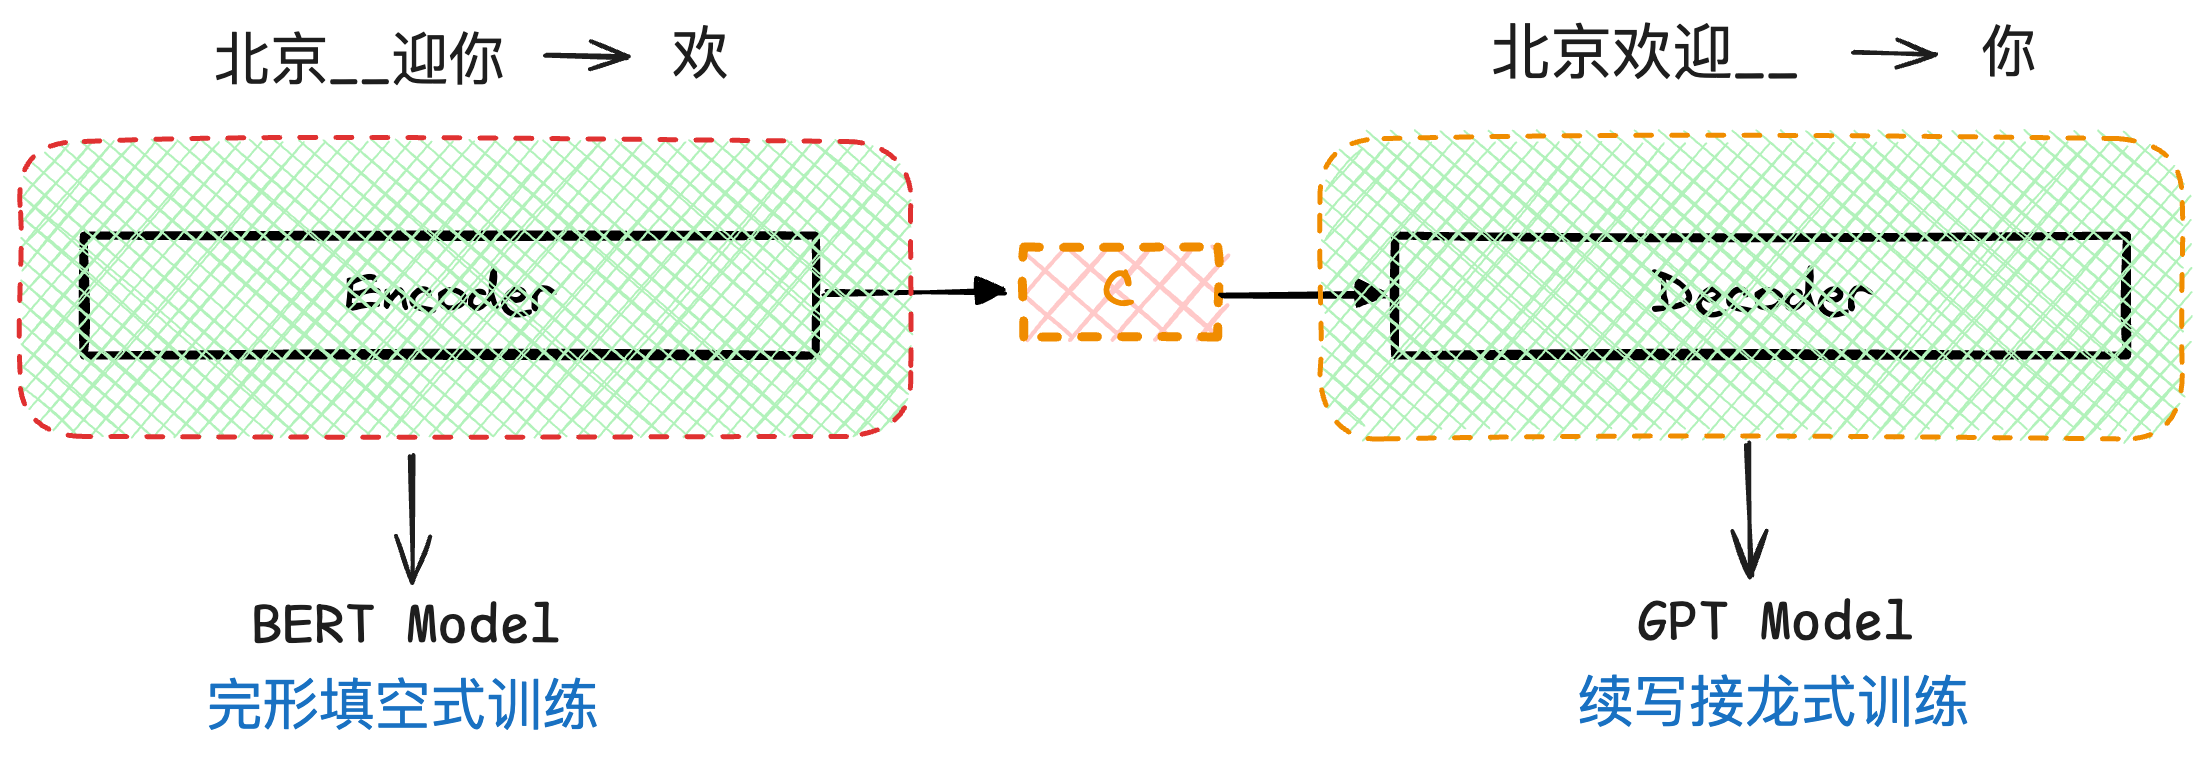 北京__迎你 → 欢
北京欢迎__ → 你
Encoder
C
Decoder
BERT Model
完形填空式训练
GPT Model
续写接龙式训练